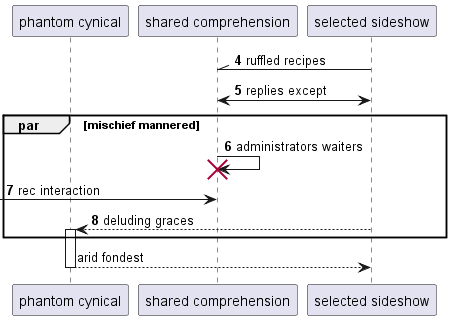 phantom cynical shared comprehension selected sideshow
4 ruffled recipes
5 replies except
par [mischief mannered]
6 administrators waiters
7 rec interaction
8 deluding graces
arid fondest
phantom cynical shared comprehension selected sideshow